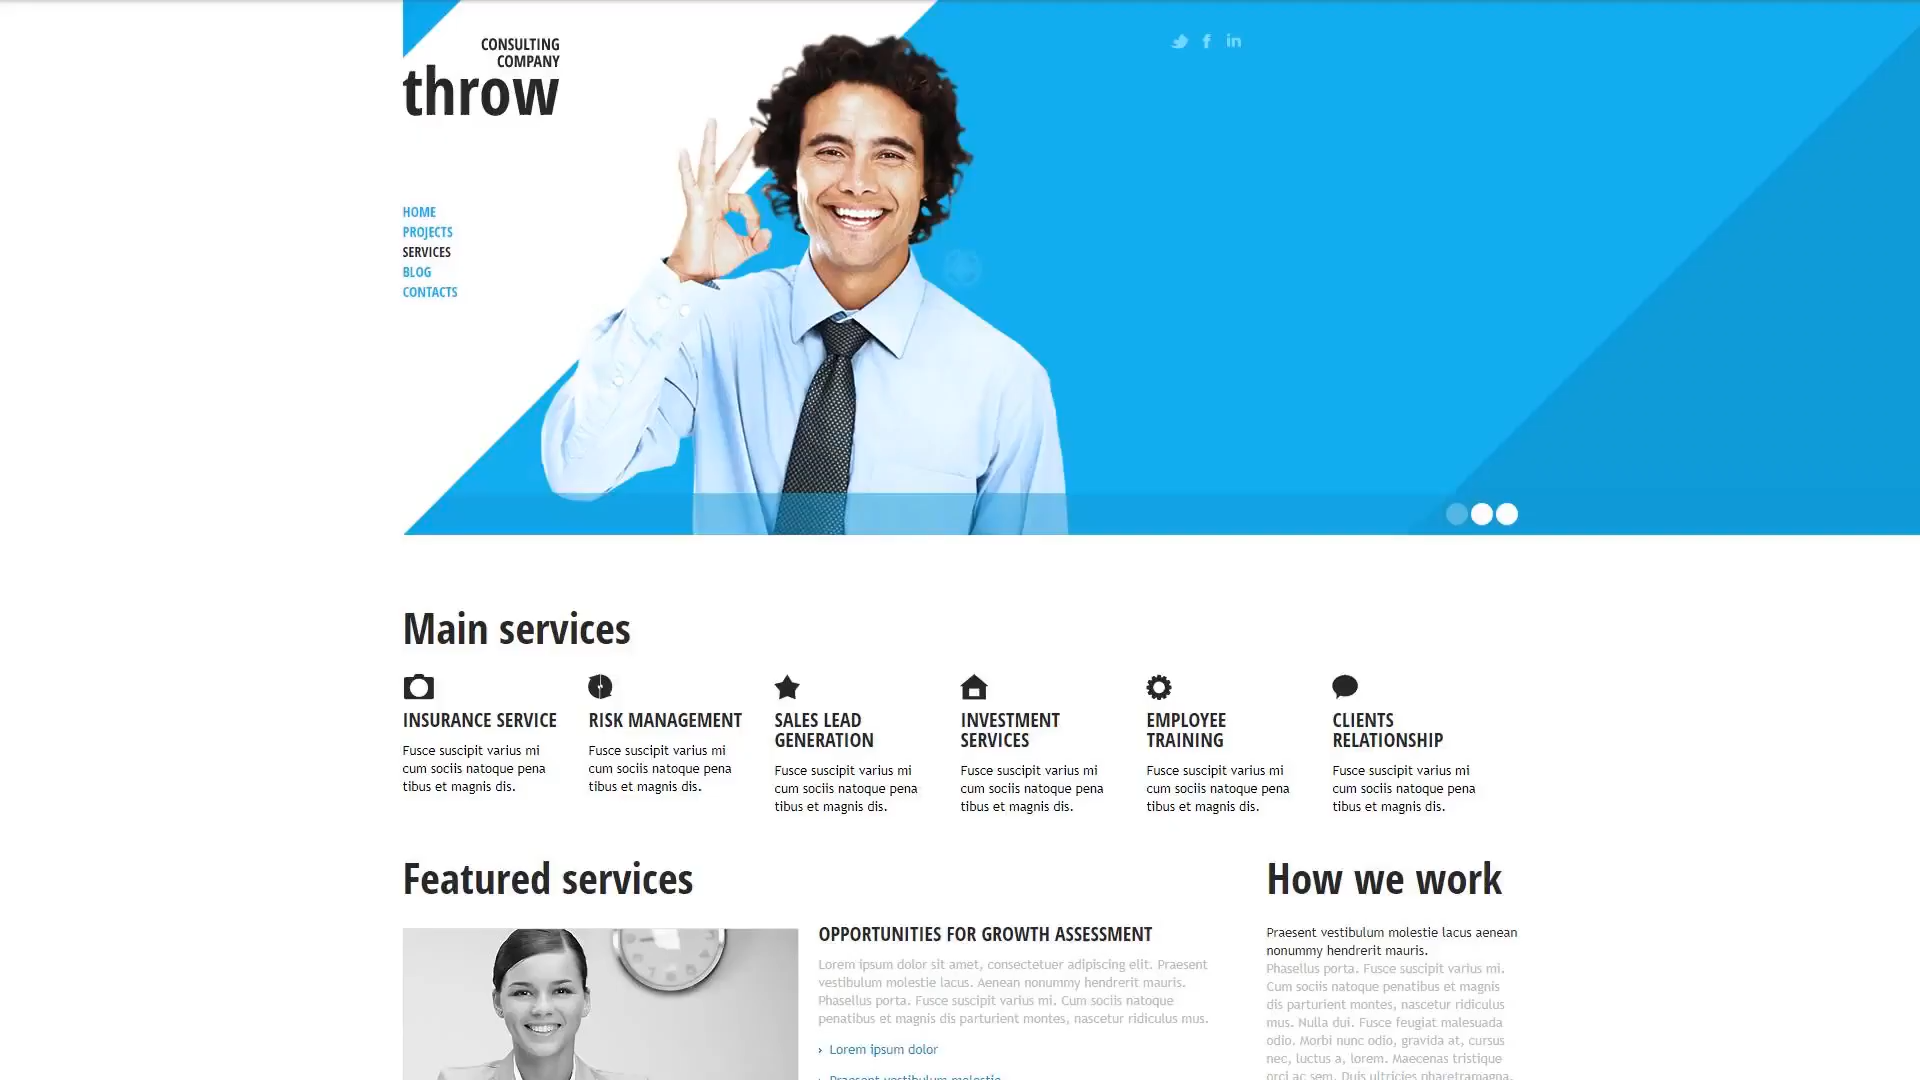 CONSULTING
COMPANY
throw
HOME
PROJECTS
SERVICES
BLOG
CONTACTS
Main services
INSURANCE SERVICE
Fusce suscipit varius mi
cum sociis natoque pena
tibus et magnis dis.
RISK MANAGEMENT
Fusce suscipit varius mi
cum sociis natoque pena
tibus et magnis dis.
SALES LEAD
GENERATION
Fusce suscipit varius mi
cum sociis natoque pena
tibus et magnis dis.
INVESTMENT
SERVICES
Fusce suscipit varius mi
cum sociis natoque pena
tibus et magnis dis.
EMPLOYEE
TRAINING
Fusce suscipit varius mi
cum sociis natoque pena
tibus et magnis dis.
CLIENTS
RELATIONSHIP
Fusce suscipit varius mi
cum sociis natoque pena
tibus et magnis dis.
Featured services
OPPORTUNITIES FOR GROWTH ASSESSMENT
Lorem ipsum dolor sit amet, consectetuer adipiscing elit. Praesent
vestibulum molestie lacus. Aenean nonummy hendrerit mauris.
Phasellus porta. Fusce suscipit varius mi. Cum sociis natoque
penatibus et magnis dis parturient montes, nascetur ridiculus mus.
Lorem ipsum dolor
Praesent vestibulum molestie
How we work
Praesent vestibulum molestie lacus aenean
nonummy hendrerit mauris.
Phasellus porta. Fusce suscipit varius mi.
Cum sociis natoque penatibus et magnis
dis parturient montes, nascetur ridiculus
mus. Nulla dui. Fusce feugiat malesuada
odio. Morbi nunc odio, gravida at, cursus
nec, luctus a, lorem. Maecenas tristique
orci ac sem. Duis ultricies pharetramagna.